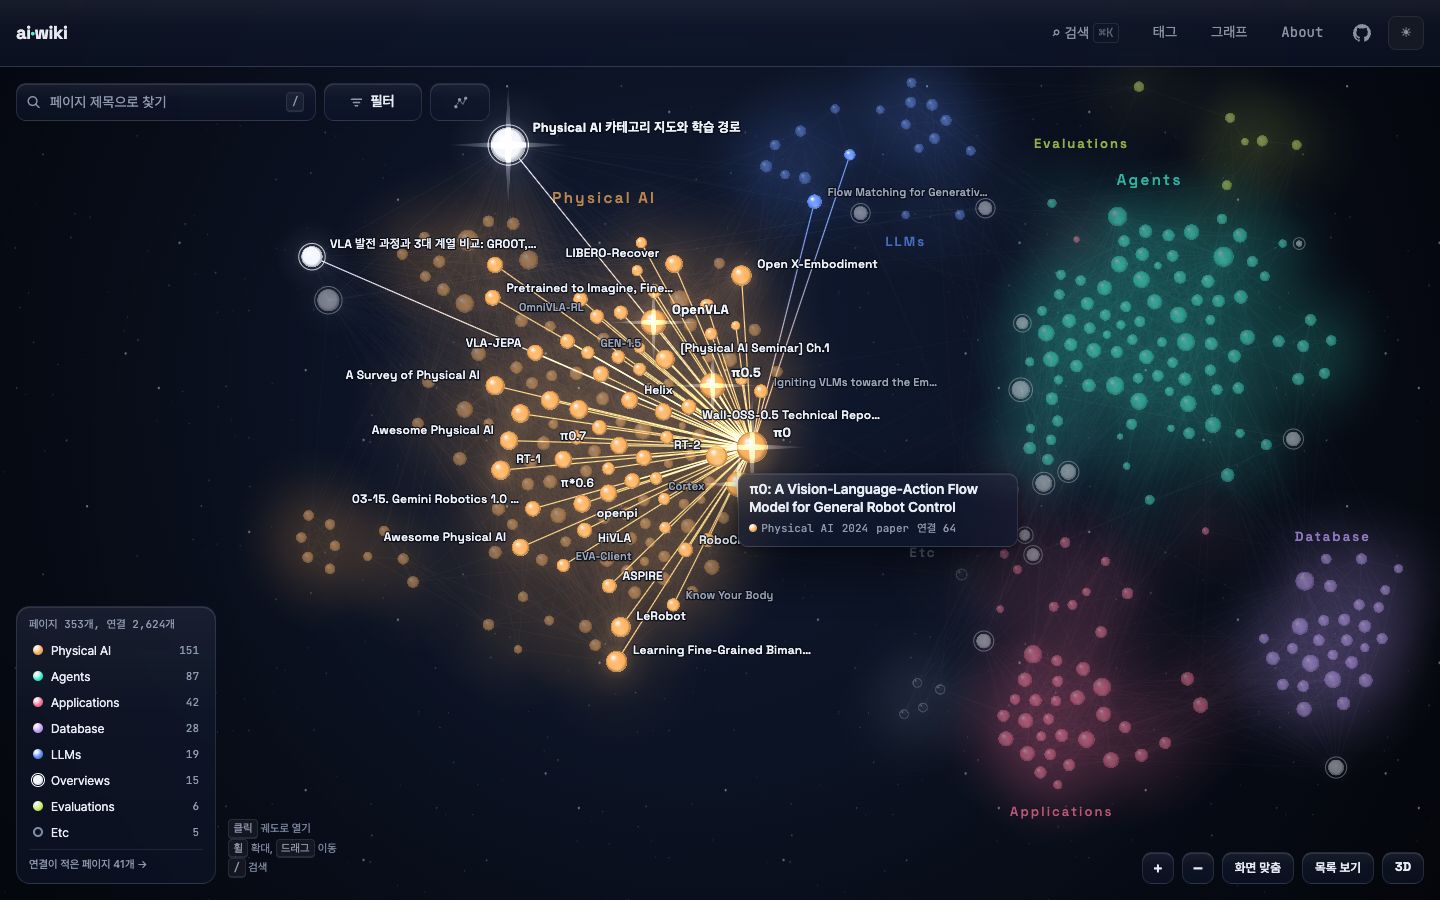 ai·wiki
검색 ⌘K
태그
그래프
About
페이지 제목으로 찾기 /
필터
Physical AI 카테고리 지도와 학습 경로
Evaluations
Agents
Physical AI
Flow Matching for Generativ...
LLMs
VLA 발전 과정과 3대 계열 비교: GROOT,...
LIBERO-Recover
Open X-Embodiment
Pretrained to Imagine, Fine...
OmniVLA-RL
OpenVLA
VLA-JEPA
GEN-1.5
[Physical AI Seminar] Ch.1
A Survey of Physical AI
π0.5
Igniting VLMs toward the Em...
Helix
Wall-OSS-0.5 Technical Repo...
Awesome Physical AI
π0.7
π0
RT-2
RT-1
π*0.6
Cortex
π0: A Vision-Language-Action Flow
Model for General Robot Control
Physical AI 2024 paper 연결 64
03-15. Gemini Robotics 1.0 ...
openpi
Awesome Physical AI
HiVLA
RoboC
Database
EVA-Client
Etc
ASPIRE
Know Your Body
LeRobot
Learning Fine-Grained Biman...
Applications
페이지 353개, 연결 2,624개
Physical AI 151
Agents 87
Applications 42
Database 28
LLMs 19
Overviews 15
Evaluations 6
Etc 5
연결이 적은 페이지 41개 →
클릭 궤도로 열기
휠 확대, 드래그 이동
/ 검색
+
−
화면 맞춤
목록 보기
3D